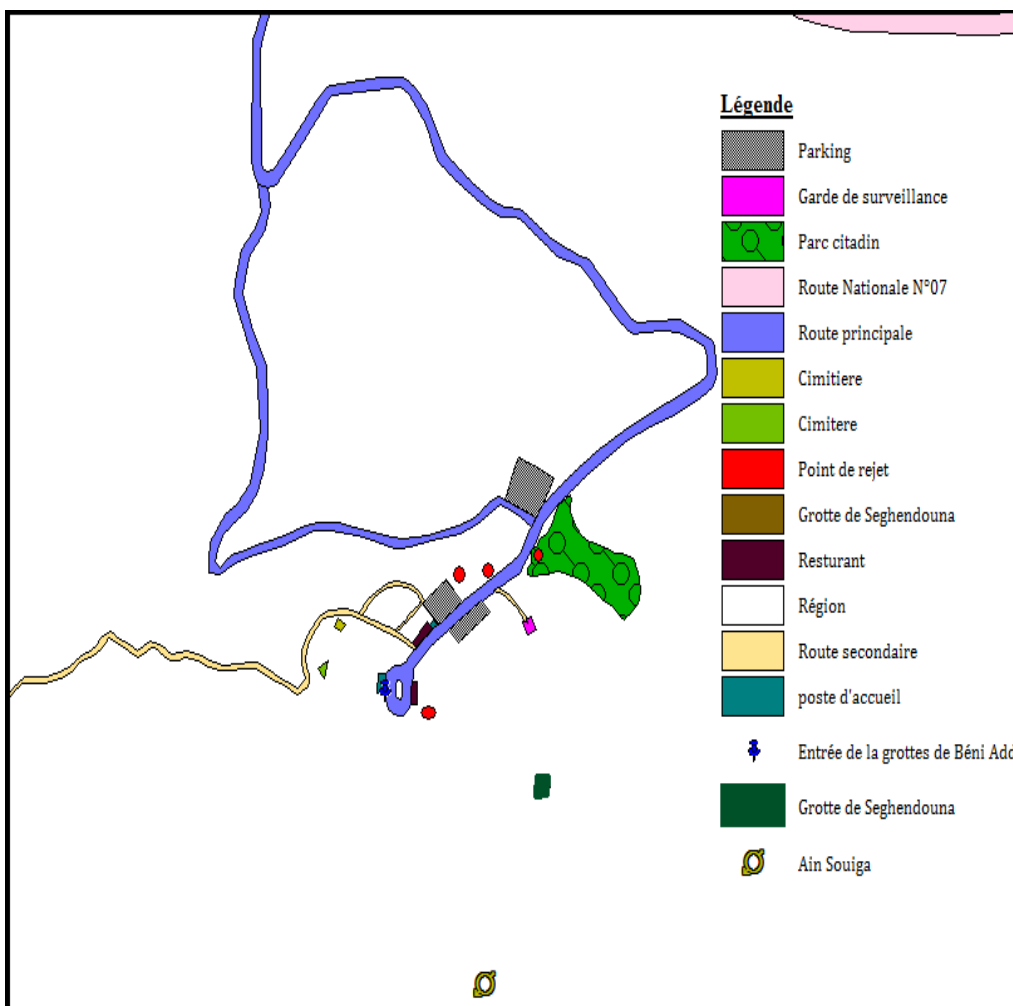 Légende
Parking
Garde de surveillance
Parc citadin
Route Nationale N°07
Route principale
Cimitiere
Cimitere
Point de rejet
Grotte de Seghendouna
Resturant
Région
Route secondaire
poste d'accueil
Entrée de la grottes de Béni Add
Grotte de Seghendouna
Ain Souiga